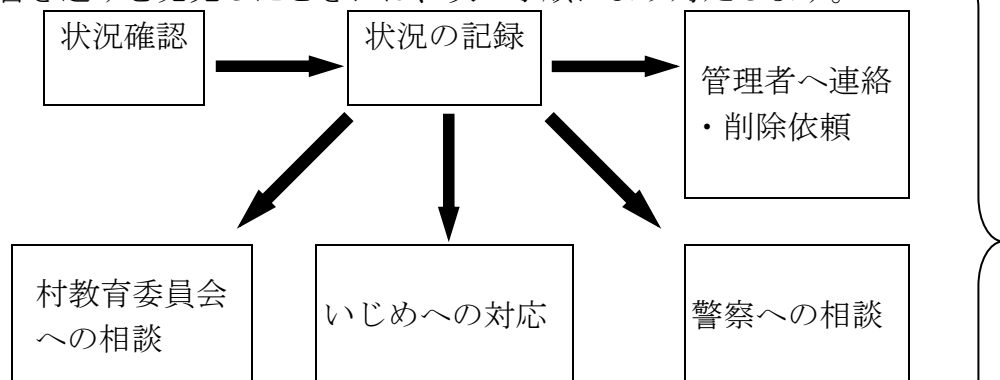 状況確認
状況の記録
管理者へ連絡
・削除依頼
村教育委員会
への相談
いじめへの対応
警察への相談